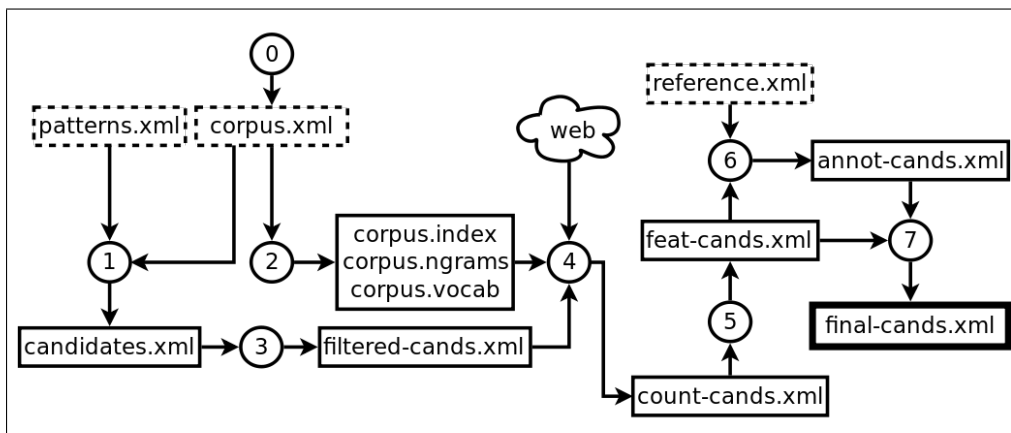 0
reference.xml
patterns.xml
corpus.xml
web
6
annot-cands.xml
corpus.index
corpus.ngrams
corpus.vocab
feat-cands.xml
7
1
2
4
5
final-cands.xml
candidates.xml
3
filtered-cands.xml
count-cands.xml